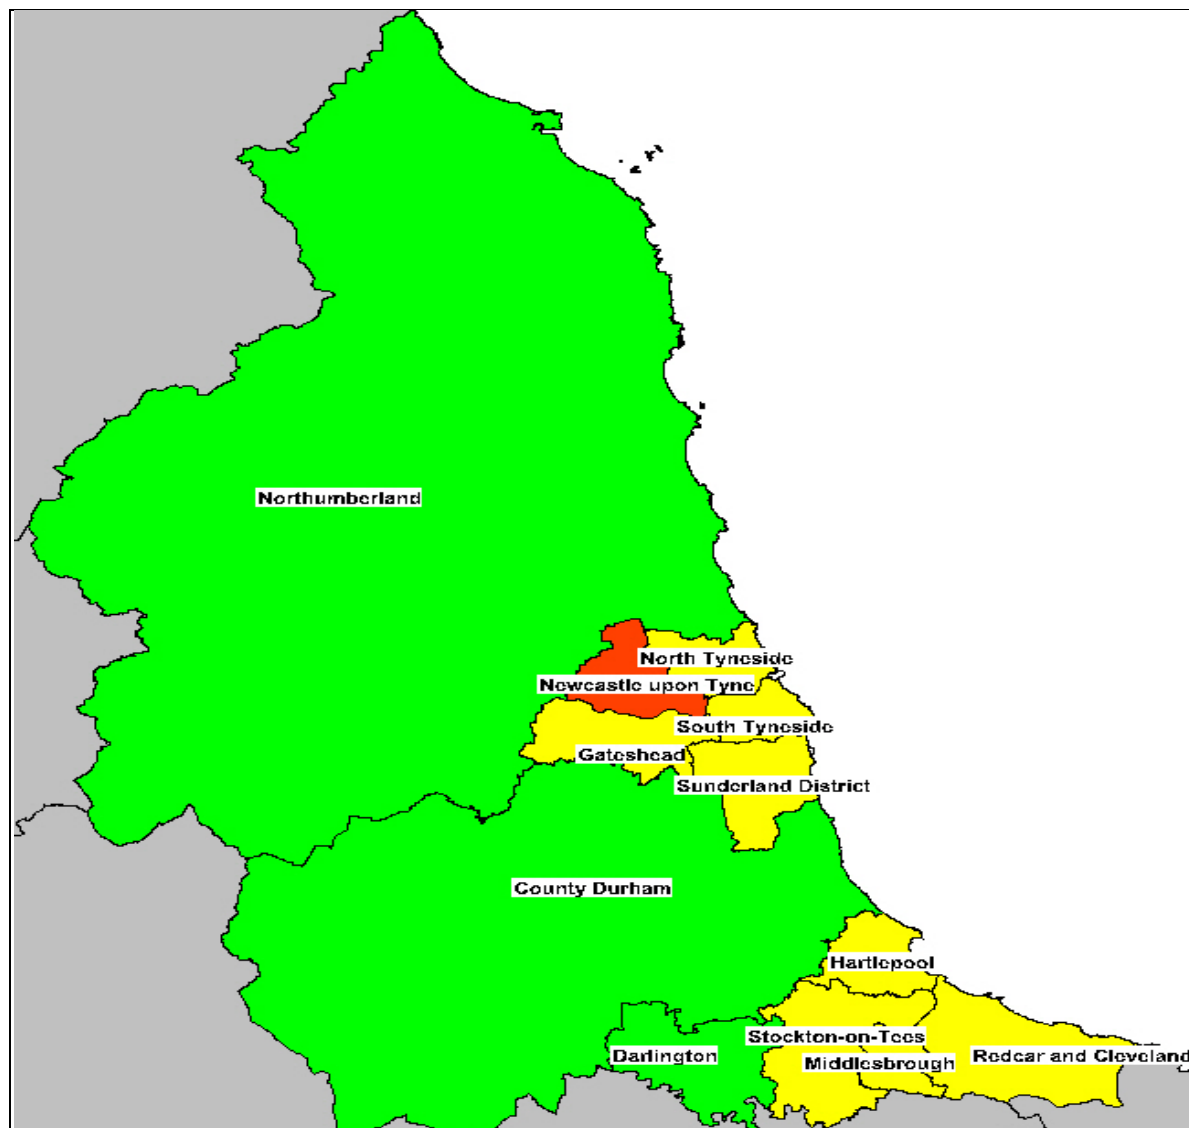 Northumberland
North Tyneside
Newcastle upon Tyne
South Tyneside
Gateshead
Sunderland District
County Durham
Hartlepool
Stockton-on-Tees
Darlington
Middlesbrough
Redcar and Cleveland